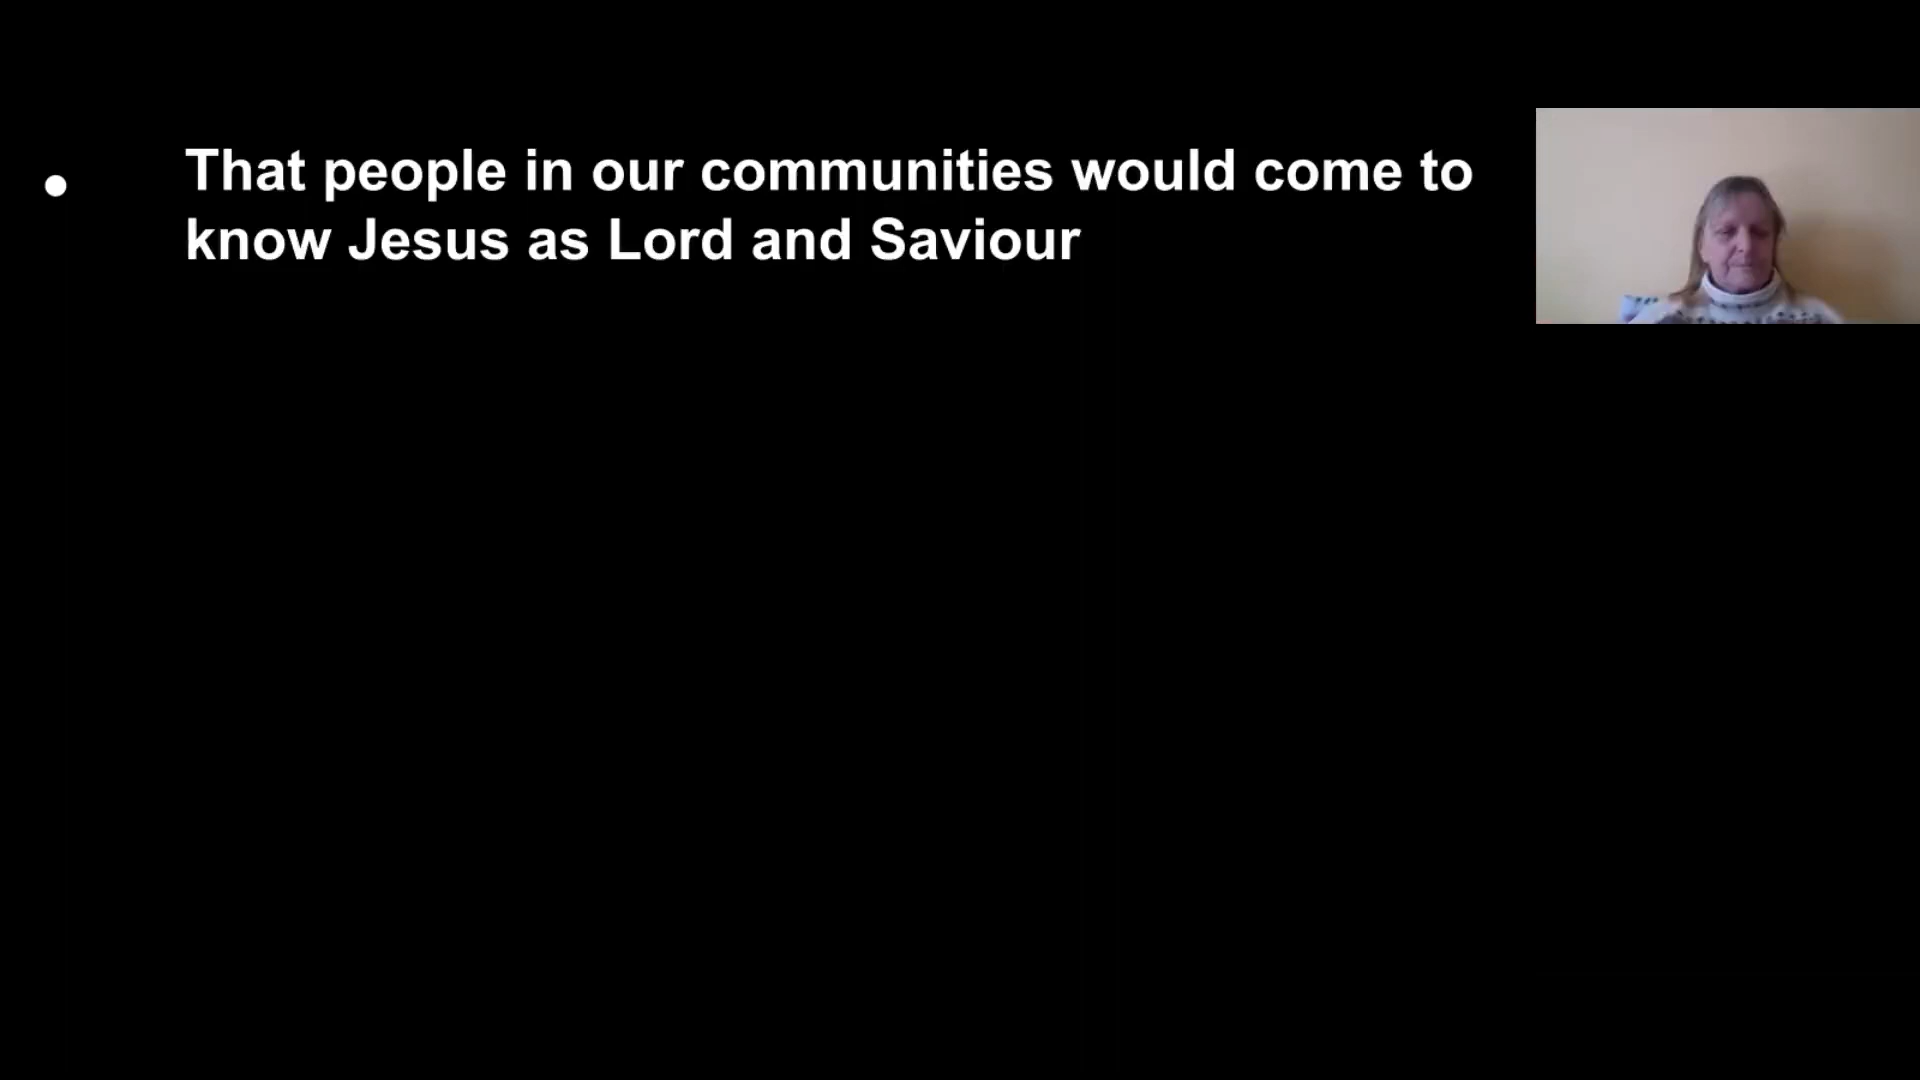 • That people in our communities would come to
know Jesus as Lord and Saviour